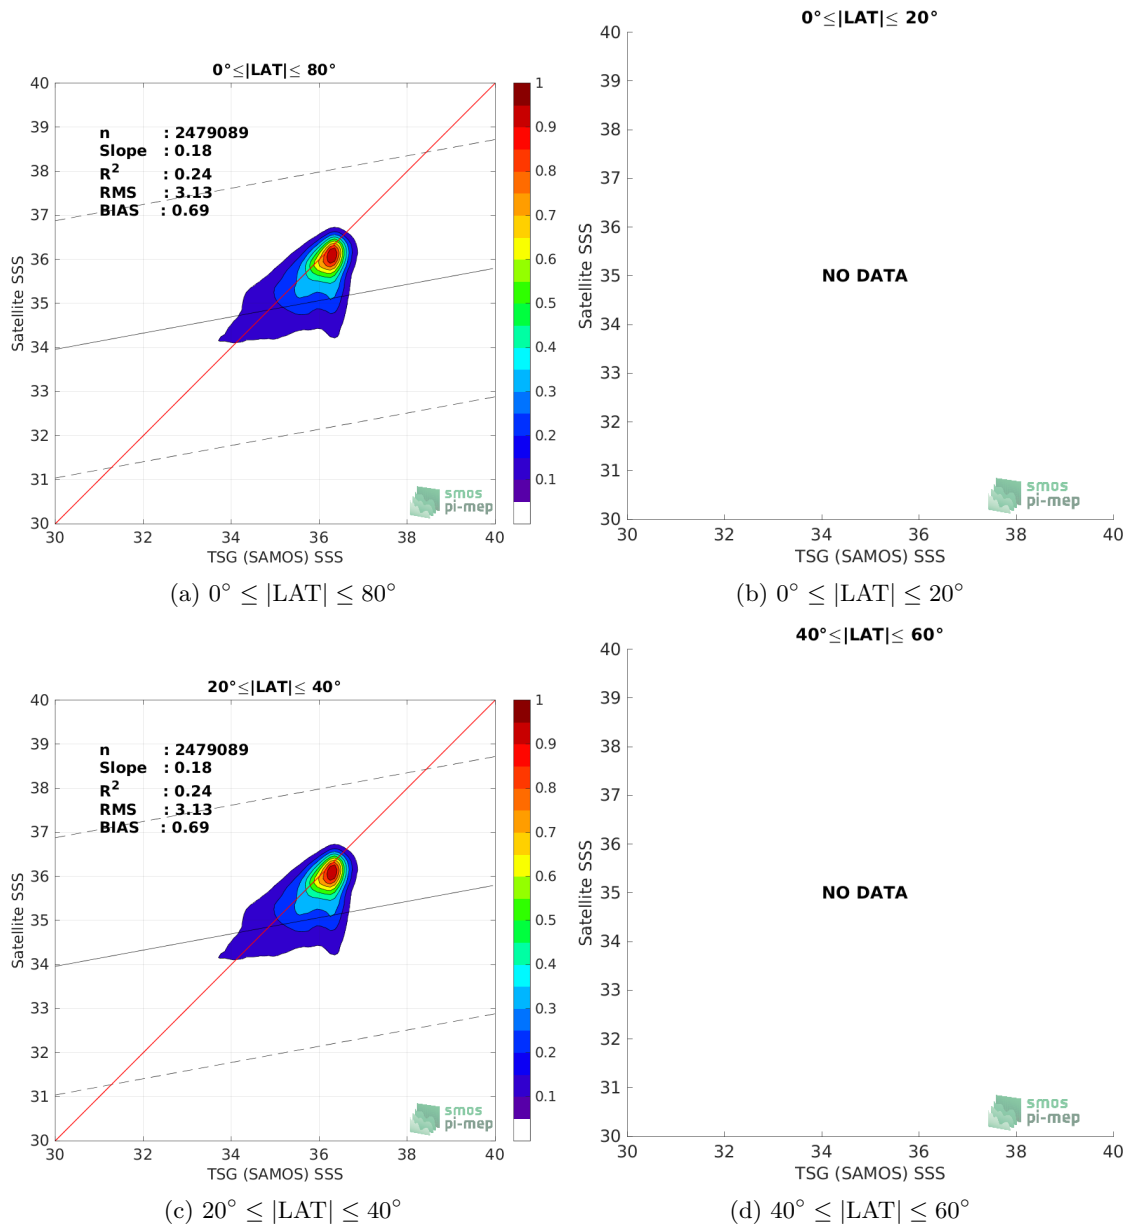 0°≤|LAT|≤ 80°
n : 2479089
Slope : 0.18
R² : 0.24
RMS : 3.13
BIAS : 0.69
40
39
38
37
36
35
34
33
32
31
30
Satellite SSS
30 32 34 36 38 40
TSG (SAMOS) SSS
1
0.9
0.8
0.7
0.6
0.5
0.4
0.3
0.2
0.1
smos
pi-mep
(a) 0° ≤ |LAT| ≤ 80°
0°≤|LAT|≤ 20°
40
39
38
37
36
35
34
33
32
31
30
Satellite SSS
NO DATA
smos
pi-mep
30 32 34 36 38 40
TSG (SAMOS) SSS
(b) 0° ≤ |LAT| ≤ 20°
20°≤|LAT|≤ 40°
n : 2479089
Slope : 0.18
R² : 0.24
RMS : 3.13
BIAS : 0.69
40
39
38
37
36
35
34
33
32
31
30
Satellite SSS
30 32 34 36 38 40
TSG (SAMOS) SSS
1
0.9
0.8
0.7
0.6
0.5
0.4
0.3
0.2
0.1
smos
pi-mep
(c) 20° ≤ |LAT| ≤ 40°
40°≤|LAT|≤ 60°
40
39
38
37
36
35
34
33
32
31
30
Satellite SSS
NO DATA
smos
pi-mep
30 32 34 36 38 40
TSG (SAMOS) SSS
(d) 40° ≤ |LAT| ≤ 60°